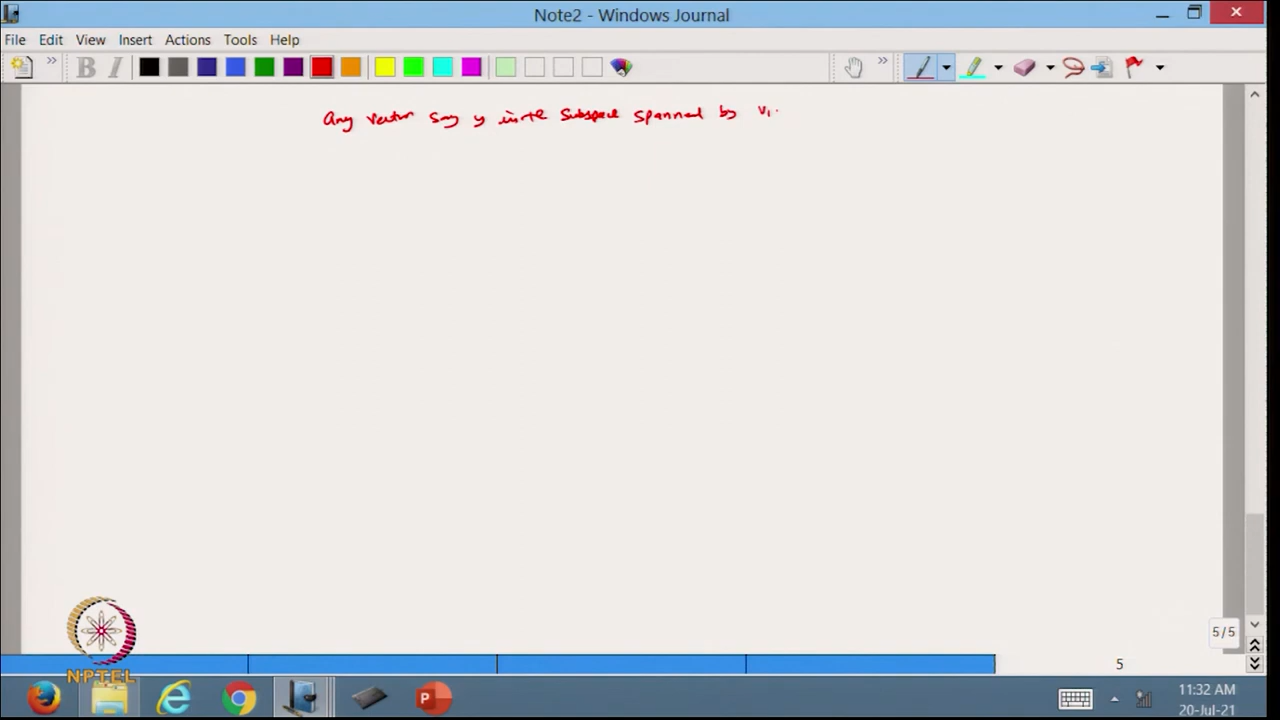 Note2 - Windows Journal
File Edit View Insert Actions Tools Help
B I
Any vector say y in the subspace spanned by v1.
5 / 5
5
NPTEL
11:32 AM
20-Jul-21